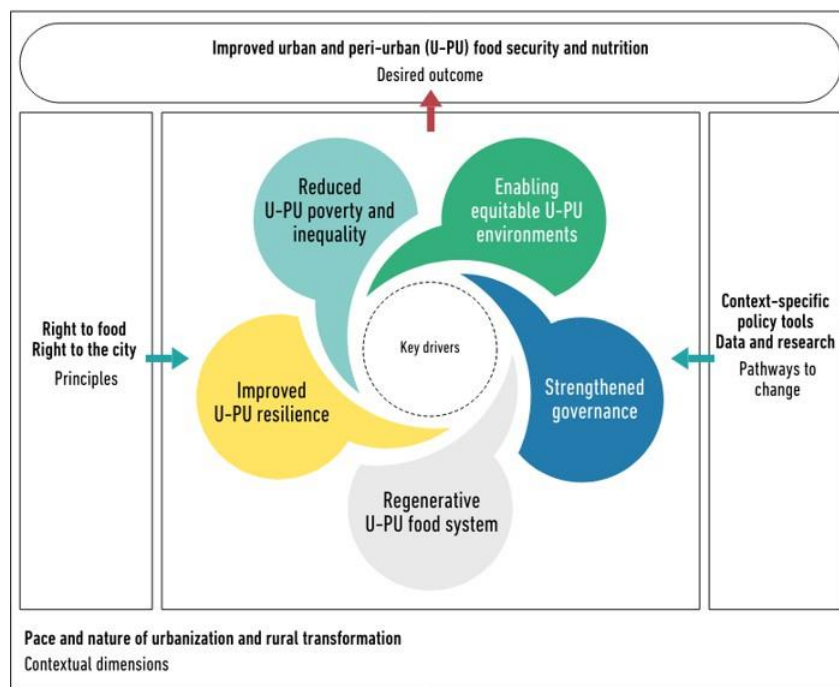 Improved urban and peri-urban (U-PU) food security and nutrition
Desired outcome
Reduced
U-PU poverty and
inequality
Enabling
equitable U-PU
environments
Right to food
Right to the city
Principles
Key drivers
Context-specific
policy tools
Data and research
Pathways to
change
Improved
U-PU resilience
Strengthened
governance
Regenerative
U-PU food system
Pace and nature of urbanization and rural transformation
Contextual dimensions